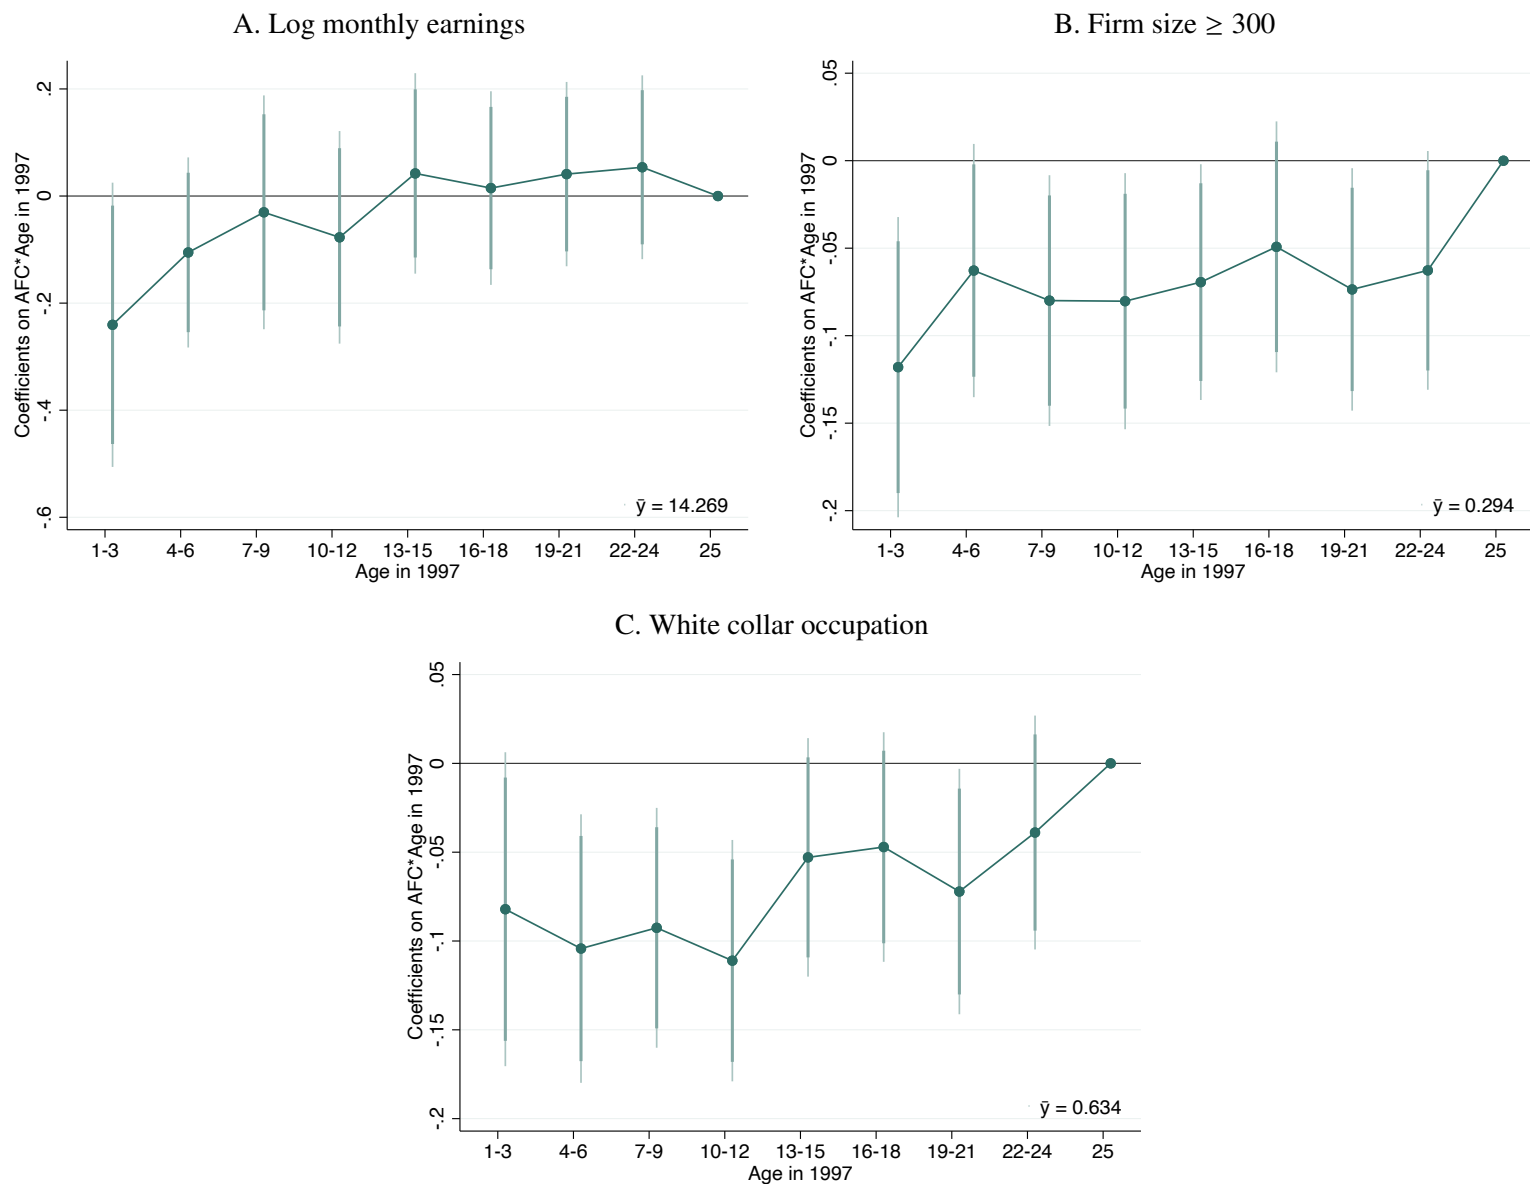 A. Log monthly earnings
Coefficients on AFC*Age in 1997
.2
0
-.2
-.4
-.6
ȳ = 14.269
1-3 4-6 7-9 10-12 13-15 16-18 19-21 22-24 25
Age in 1997
B. Firm size ≥ 300
Coefficients on AFC*Age in 1997
.05
0
-.05
-.1
-.15
-.2
ȳ = 0.294
1-3 4-6 7-9 10-12 13-15 16-18 19-21 22-24 25
Age in 1997
C. White collar occupation
Coefficients on AFC*Age in 1997
.05
0
-.05
-.1
-.15
-.2
ȳ = 0.634
1-3 4-6 7-9 10-12 13-15 16-18 19-21 22-24 25
Age in 1997